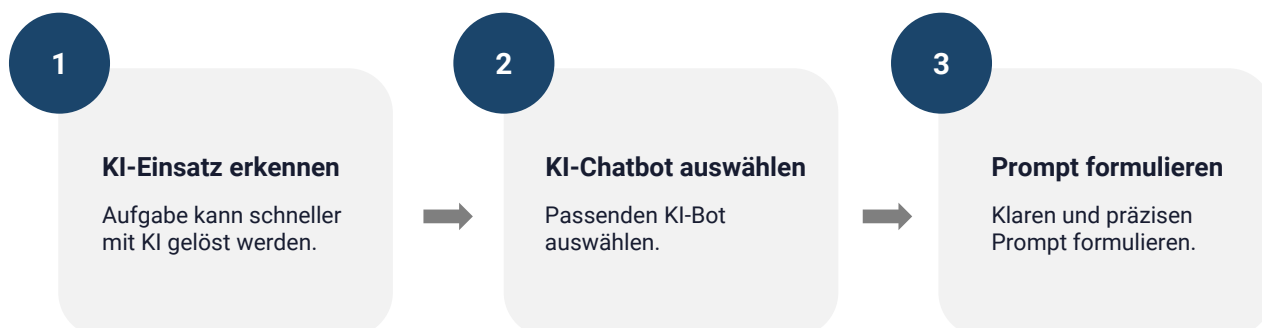 1
KI-Einsatz erkennen
Aufgabe kann schneller
mit KI gelöst werden.
2
KI-Chatbot auswählen
Passenden KI-Bot
auswählen.
3
Prompt formulieren
Klaren und präzisen
Prompt formulieren.